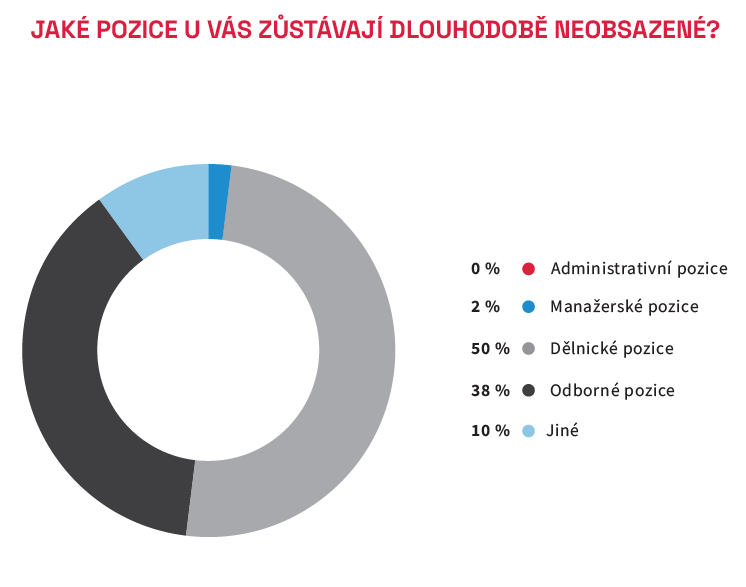 JAKÉ POZICE U VÁS ZŮSTÁVAJÍ DLOUHODOBĚ NEOBSAZENÉ?
0 % Administrativní pozice
2 % Manažerské pozice
50 % Dělnické pozice
38 % Odborné pozice
10 % Jiné